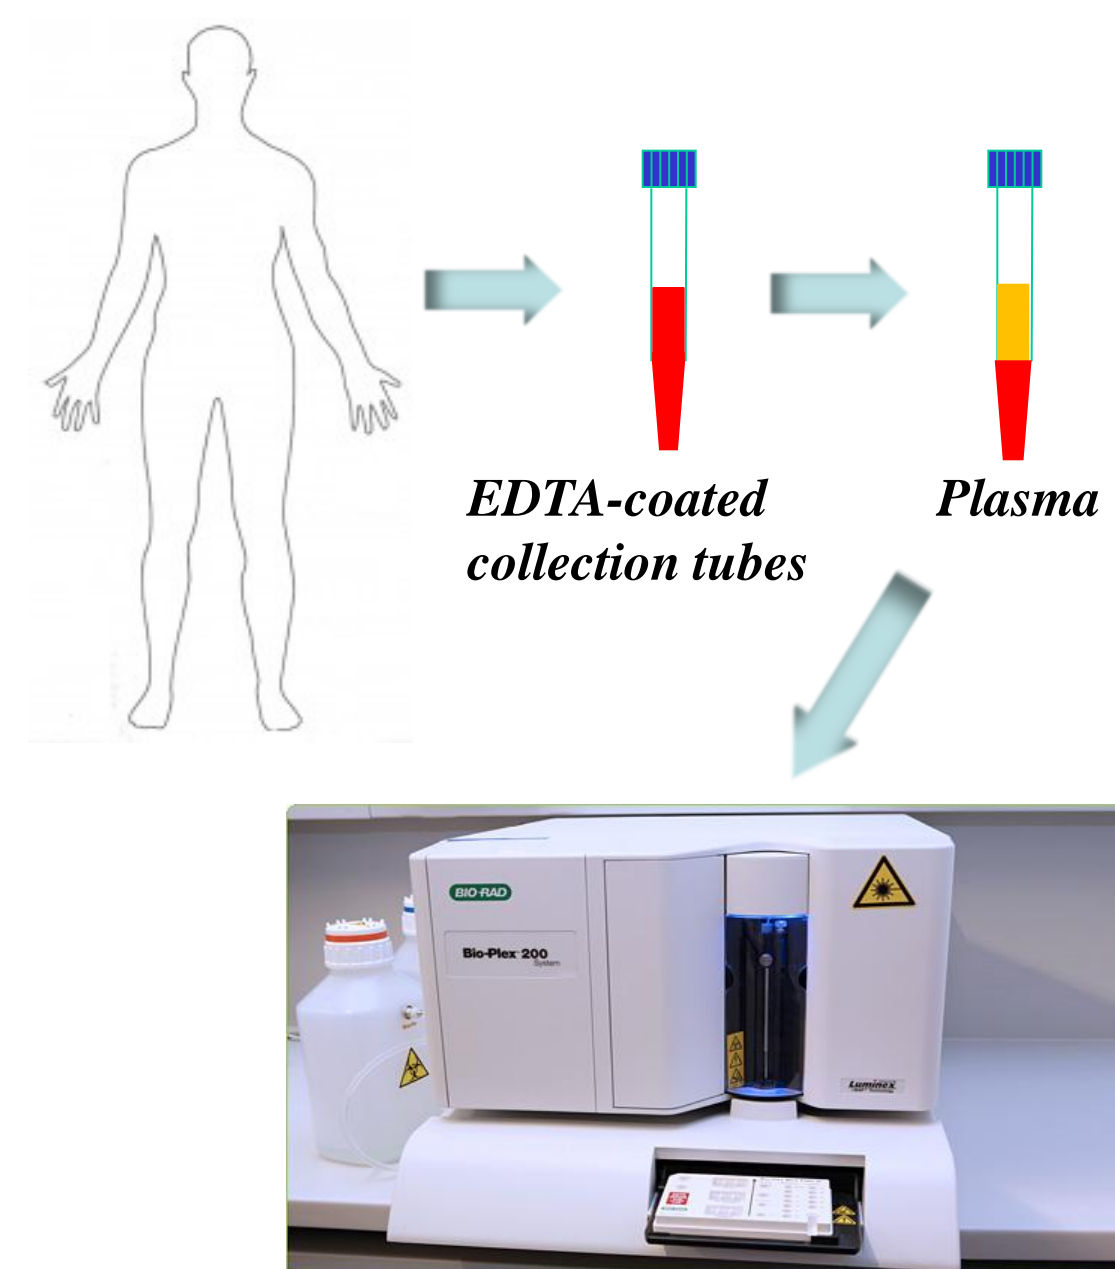 EDTA-coated
collection tubes
Plasma
BIO-RAD
Bio-Plex 200
System
Luminex